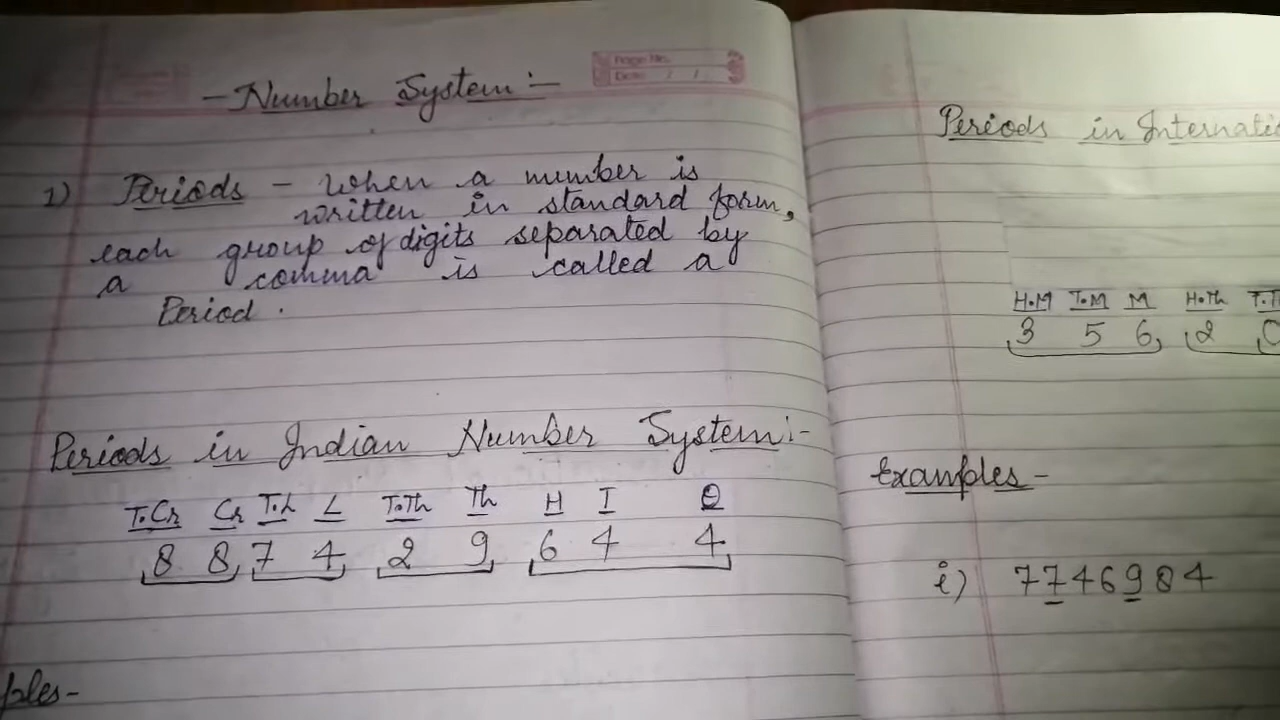 Page No.
Date / /
- Number System :-
1) Periods - When a number is
written in standard form,
each group of digits separated by
a comma is called a
Period.
Periods in Indian Number System :-
T.Cr Cr T.L L T.Th Th H T O
8 8, 7 4, 2 9, 6 4 4
ples-
Periods in Internati
H.M T.M M H.Th T.T
3 5 6, 2 0
Examples -
i) 7746984